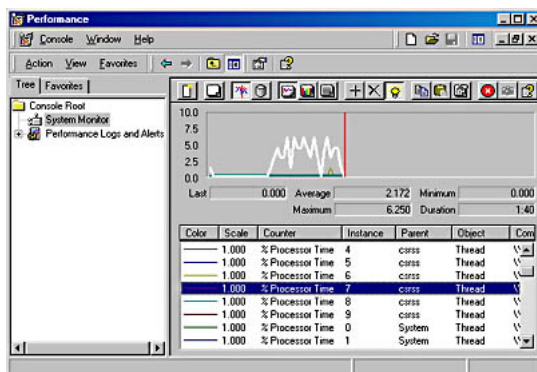 Performance
Console Window Help
Action View Favorites
Tree Favorites
Console Root
System Monitor
Performance Logs and Alerts
10.0
7.5
5.0
2.5
0.0
Last 0.000 Average 2.172 Minimum 0.000
Maximum 6.250 Duration 1:40
Color Scale Counter Instance Parent Object Com
1.000 % Processor Time 4 csrss Thread \\
1.000 % Processor Time 5 csrss Thread
1.000 % Processor Time 6 csrss Thread
1.000 % Processor Time 7 csrss Thread
1.000 % Processor Time 8 csrss Thread
1.000 % Processor Time 9 csrss Thread
1.000 % Processor Time 0 System Thread
1.000 % Processor Time 1 System Thread